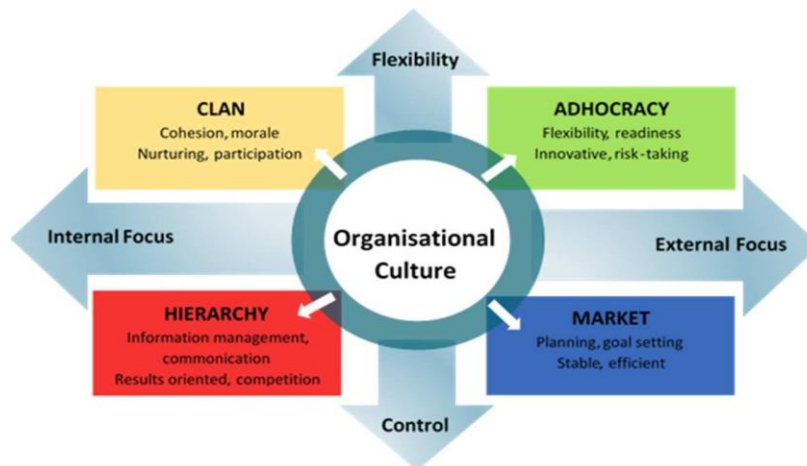 Flexibility
CLAN
Cohesion, morale
Nurturing, participation
ADHOCRACY
Flexibility, readiness
Innovative, risk-taking
Internal Focus
Organisational
Culture
External Focus
HIERARCHY
Information management,
communication
Results oriented, competition
MARKET
Planning, goal setting
Stable, efficient
Control